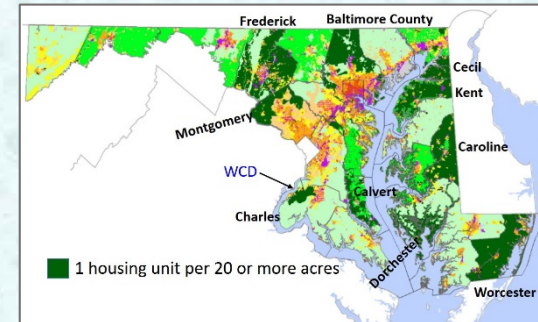 Frederick
Baltimore County
Cecil
Kent
Montgomery
Caroline
WCD
Calvert
Charles
Dorchester
1 housing unit per 20 or more acres
Worcester